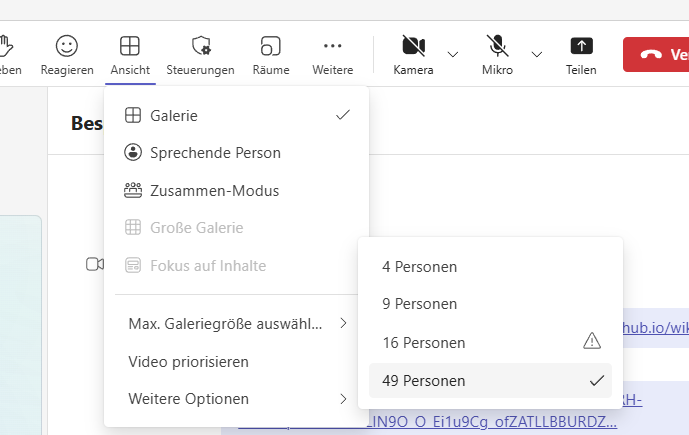 eben
Reagieren
Ansicht
Steuerungen
Räume
Weitere
Kamera
Mikro
Teilen
Ve
Bes
Galerie
Sprechende Person
Zusammen-Modus
Große Galerie
Fokus auf Inhalte
4 Personen
9 Personen
Max. Galeriegröße auswähl...
hub.io/wik
16 Personen
Video priorisieren
49 Personen
Weitere Optionen
RH-
LIN9O_O_Ei1u9Cg_ofZATLLBBURDZ...